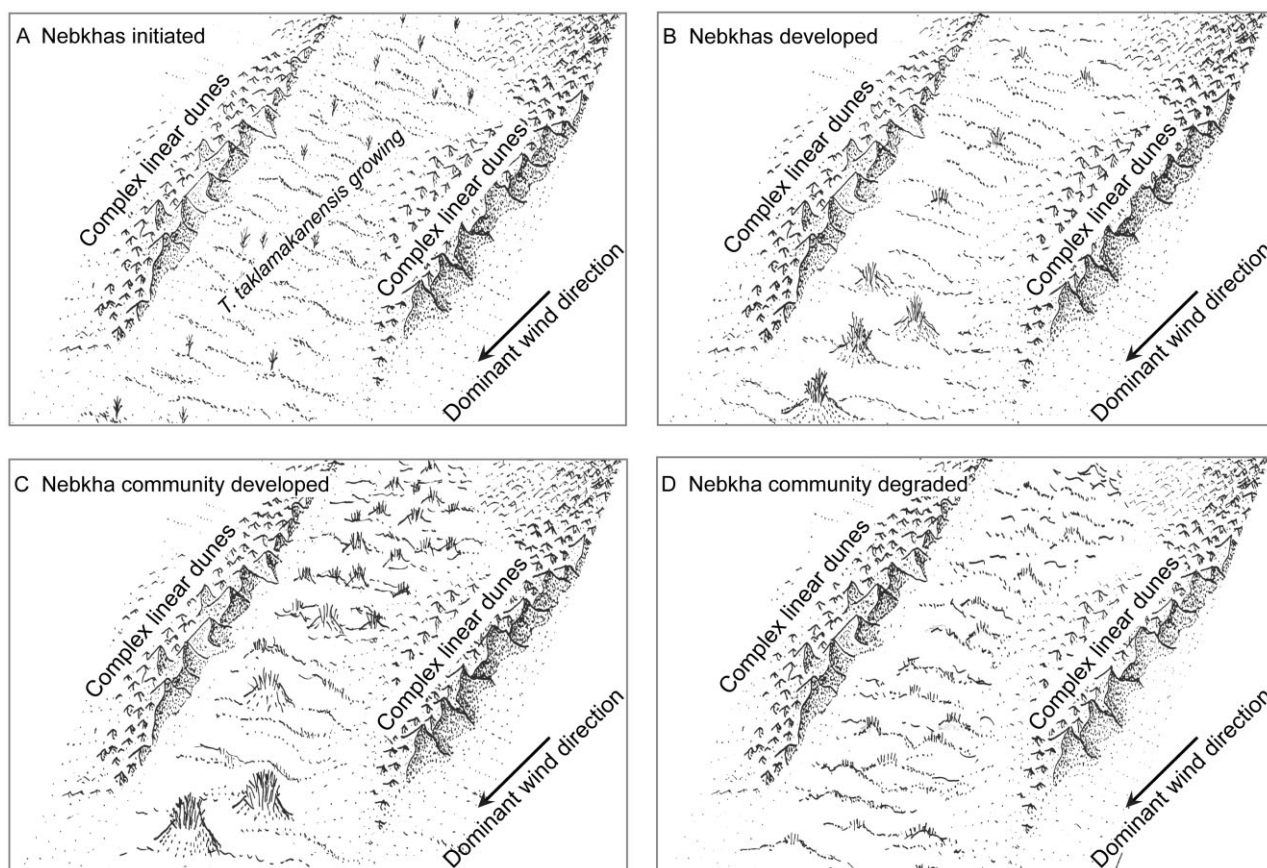 A Nebkhas initiated
Complex linear dunes
T. taklamakanensis growing
Complex linear dunes
Dominant wind direction
B Nebkhas developed
Complex linear dunes
Complex linear dunes
Dominant wind direction
C Nebkha community developed
Complex linear dunes
Complex linear dunes
Dominant wind direction
D Nebkha community degraded
Complex linear dunes
Complex linear dunes
Dominant wind direction